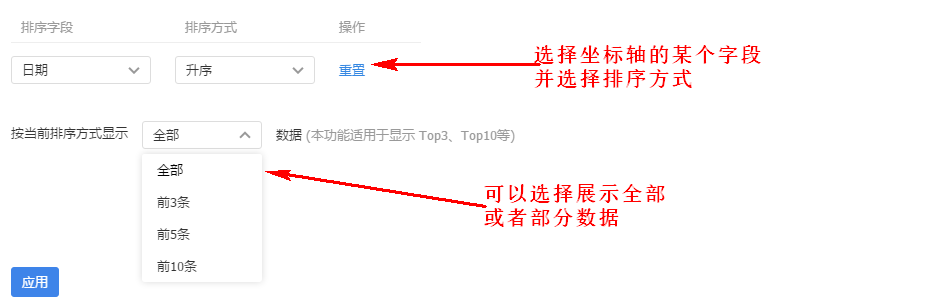 排序字段 排序方式 操作
日期 升序 重置
选择坐标轴的某个字段
并选择排序方式
按当前排序方式显示 全部 数据 (本功能适用于显示 Top3、Top10等)
全部
前3条
前5条
前10条
可以选择展示全部
或者部分数据
应用